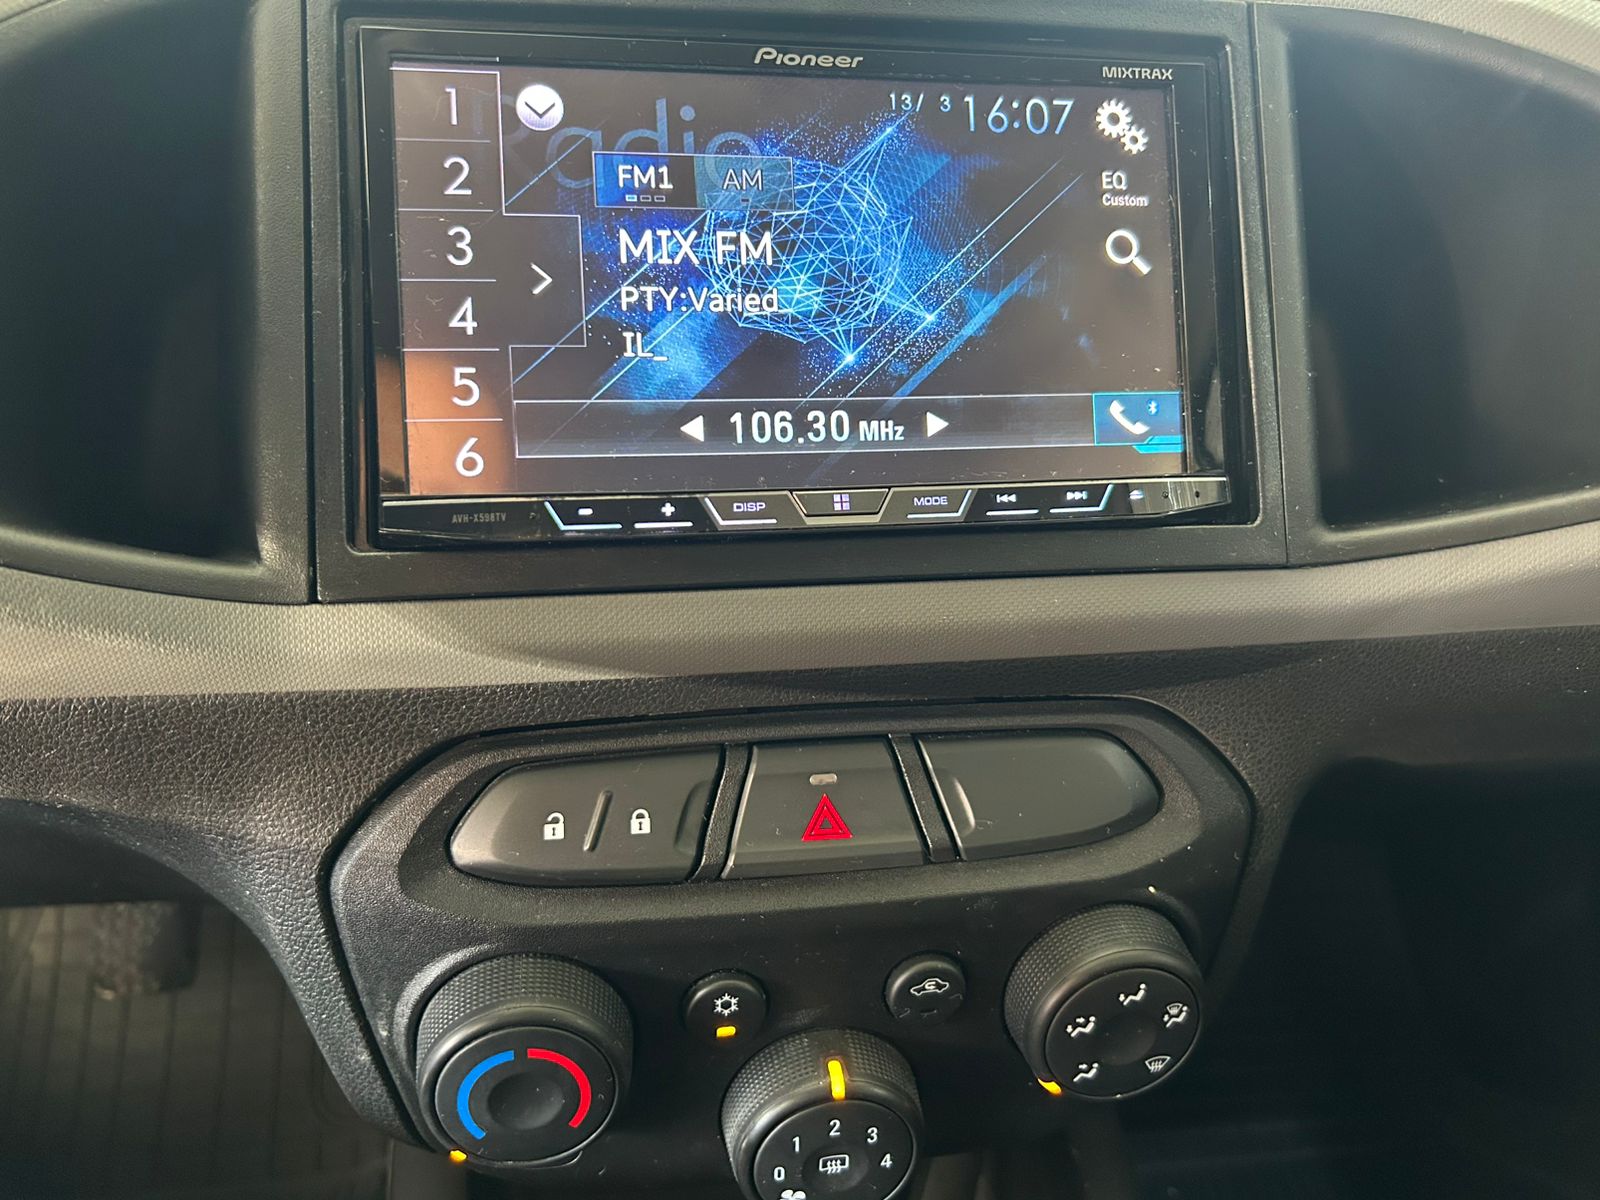 Pioneer
MIXTRAX
Radio
13/ 3 16:07
1
2
3
4
5
6
FM1
AM
EQ
Custom
MIX FM
PTY:Varied
IL_
106.30 MHz
AVH-X598TV
- + DISP MODE
0 1 2 3 4